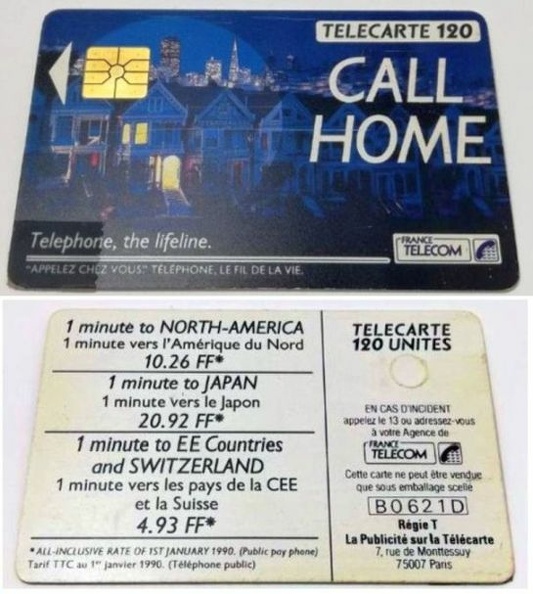 TELECARTE 120
CALL
HOME
Telephone, the lifeline.
"APPELEZ CHEZ VOUS" TÉLÉPHONE, LE FIL DE LA VIE.
FRANCE
TELECOM
1 minute to NORTH-AMERICA
1 minute vers l'Amérique du Nord
10.26 FF*
1 minute to JAPAN
1 minute vers le Japon
20.92 FF*
1 minute to EE Countries
and SWITZERLAND
1 minute vers les pays de la CEE
et la Suisse
4.93 FF*
* ALL-INCLUSIVE RATE OF 1ST JANUARY 1990. (Public pay phone)
Tarif TTC au 1er janvier 1990. (Téléphone public)
TELECARTE
120 UNITES
EN CAS D'INCIDENT
appelez le 13 ou adressez-vous
à votre Agence de
FRANCE
TELECOM
Cette carte ne peut être vendue
que sous emballage scellé
B0621D
Régie T
La Publicité sur la Télécarte
7, rue de Monttessuy
75007 Paris